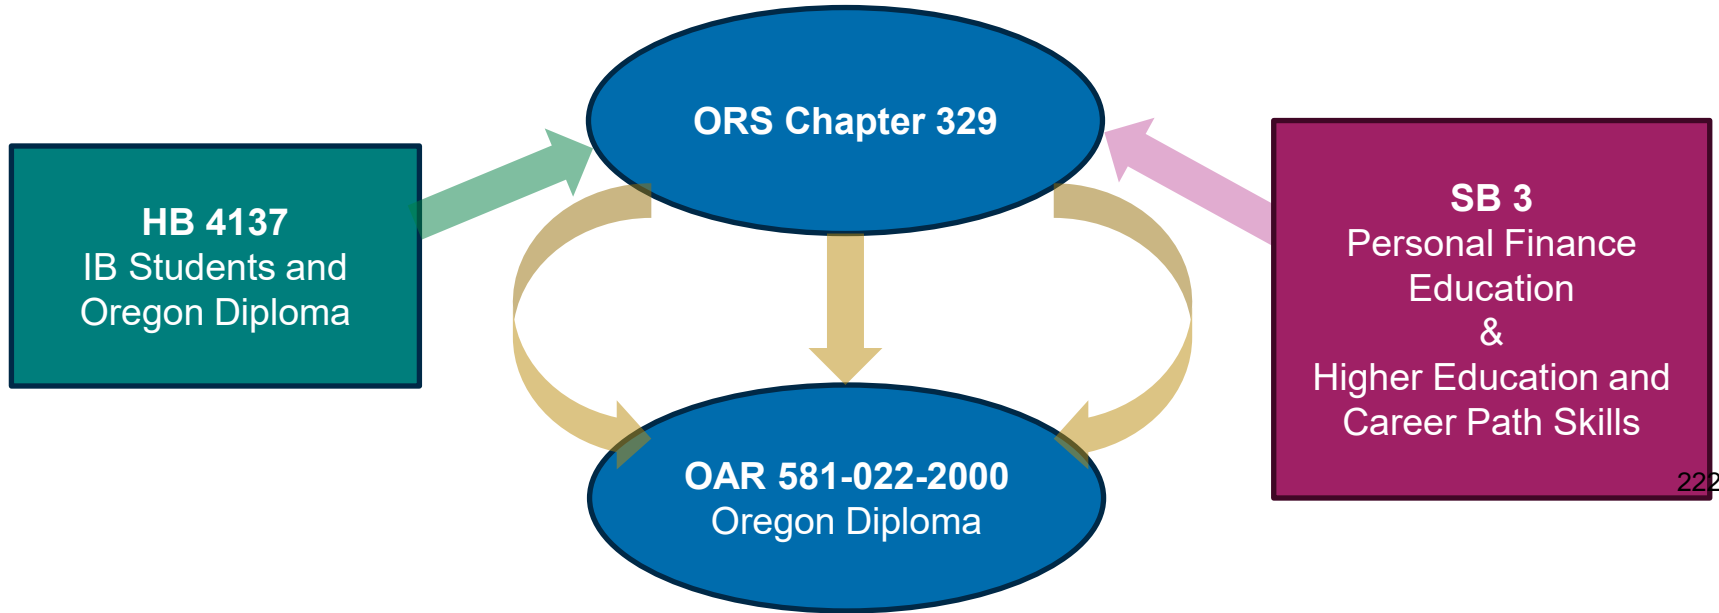 ORS Chapter 329
HB 4137
IB Students and
Oregon Diploma
SB 3
Personal Finance
Education
&
Higher Education and
Career Path Skills
OAR 581-022-2000
Oregon Diploma
222